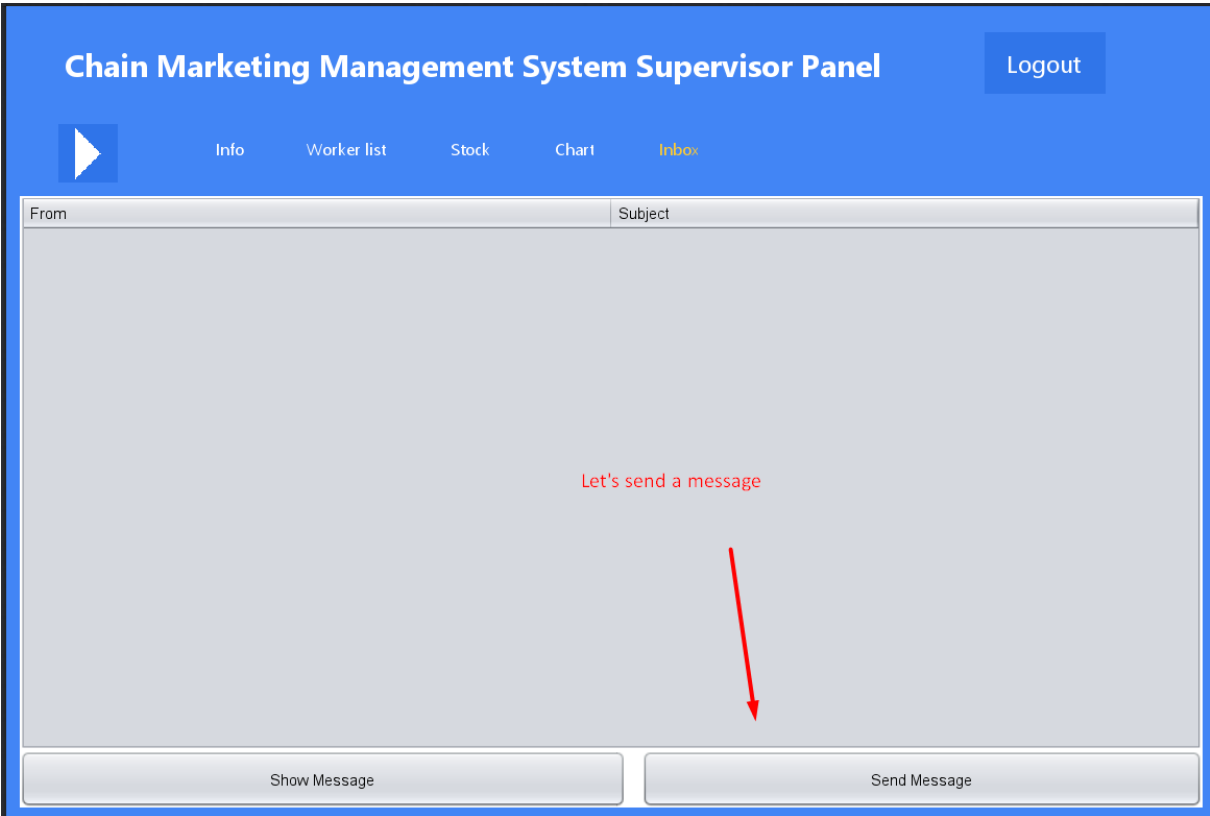 Chain Marketing Management System Supervisor Panel
Logout
Info Worker list Stock Chart Inbox
From Subject
Let's send a message
Show Message Send Message